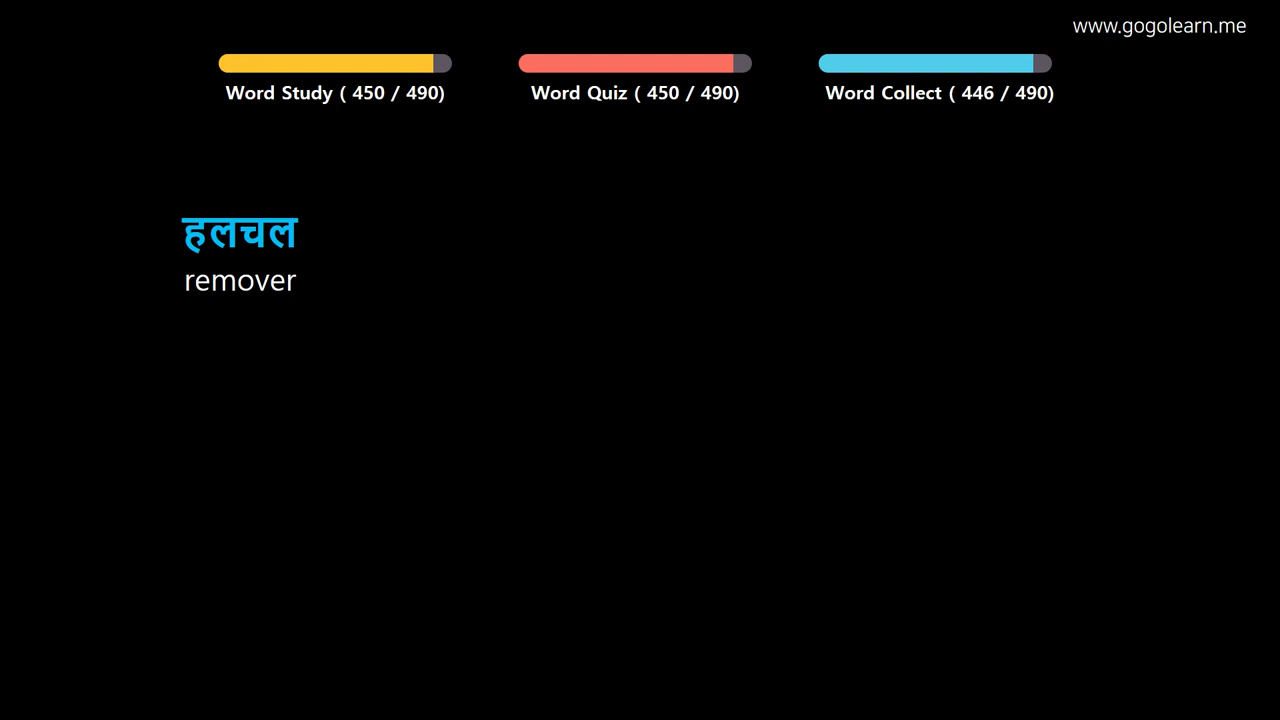 www.gogolearn.me
Word Study ( 450 / 490)
Word Quiz ( 450 / 490)
Word Collect ( 446 / 490)
हलचल
remover